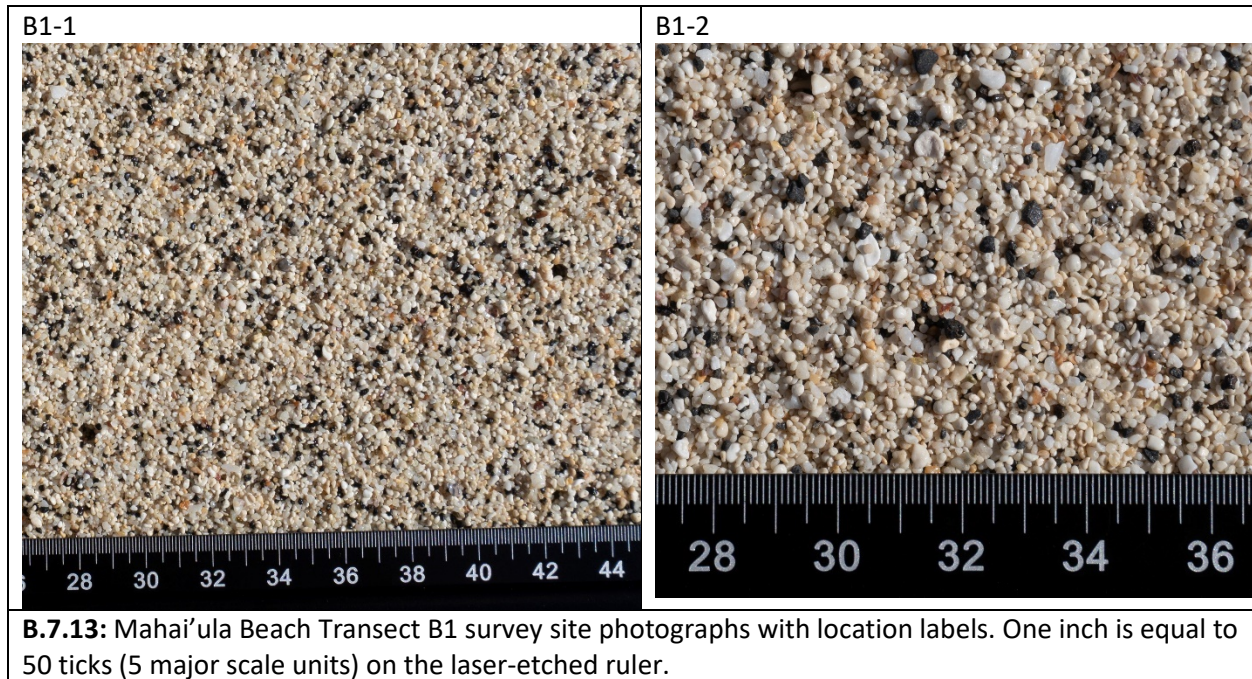 B1-1
B1-2
28 30 32 34 36 38 40 42 44
28 30 32 34 36
B.7.13: Mahai’ula Beach Transect B1 survey site photographs with location labels. One inch is equal to
50 ticks (5 major scale units) on the laser-etched ruler.